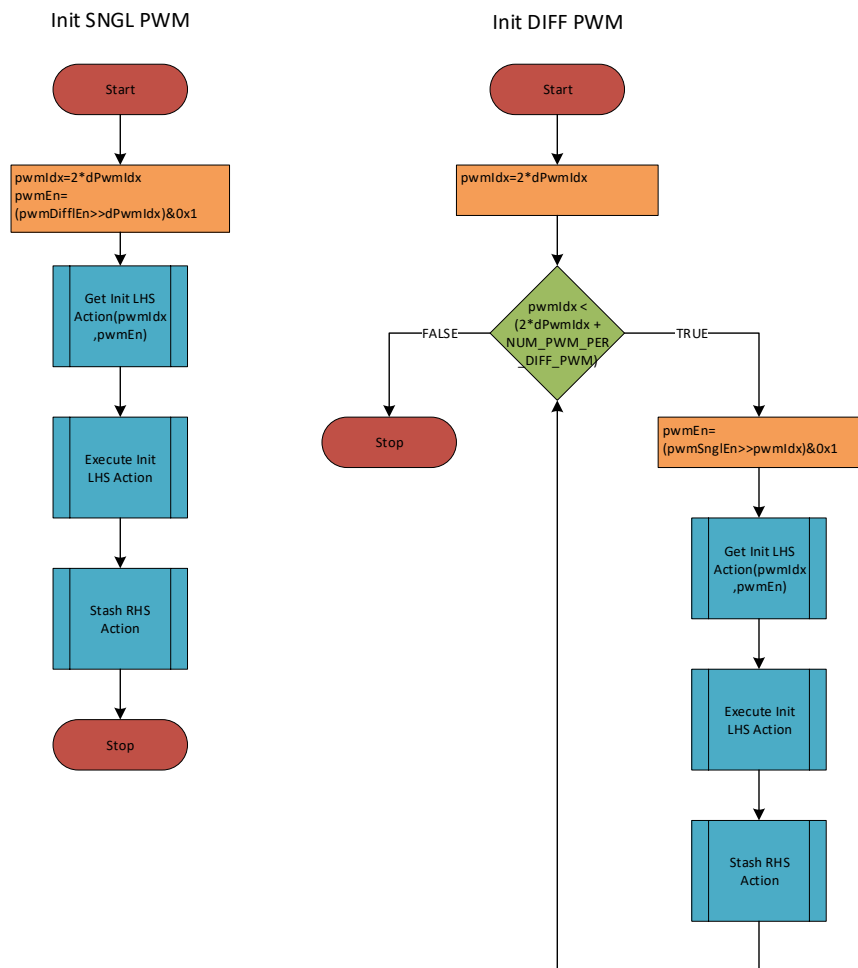 Init SNGL PWM
Start
pwmIdx=2*dPwmIdx
pwmEn=
(pwmDifflEn>>dPwmIdx)&0x1
Get Init LHS
Action(pwmIdx
,pwmEn)
Execute Init
LHS Action
Stash RHS
Action
Stop
Init DIFF PWM
Start
pwmIdx=2*dPwmIdx
pwmIdx <
(2*dPwmIdx +
NUM_PWM_PER
_DIFF_PWM)
FALSE
TRUE
Stop
pwmEn=
(pwmSnglEn>>pwmIdx)&0x1
Get Init LHS
Action(pwmIdx
,pwmEn)
Execute Init
LHS Action
Stash RHS
Action